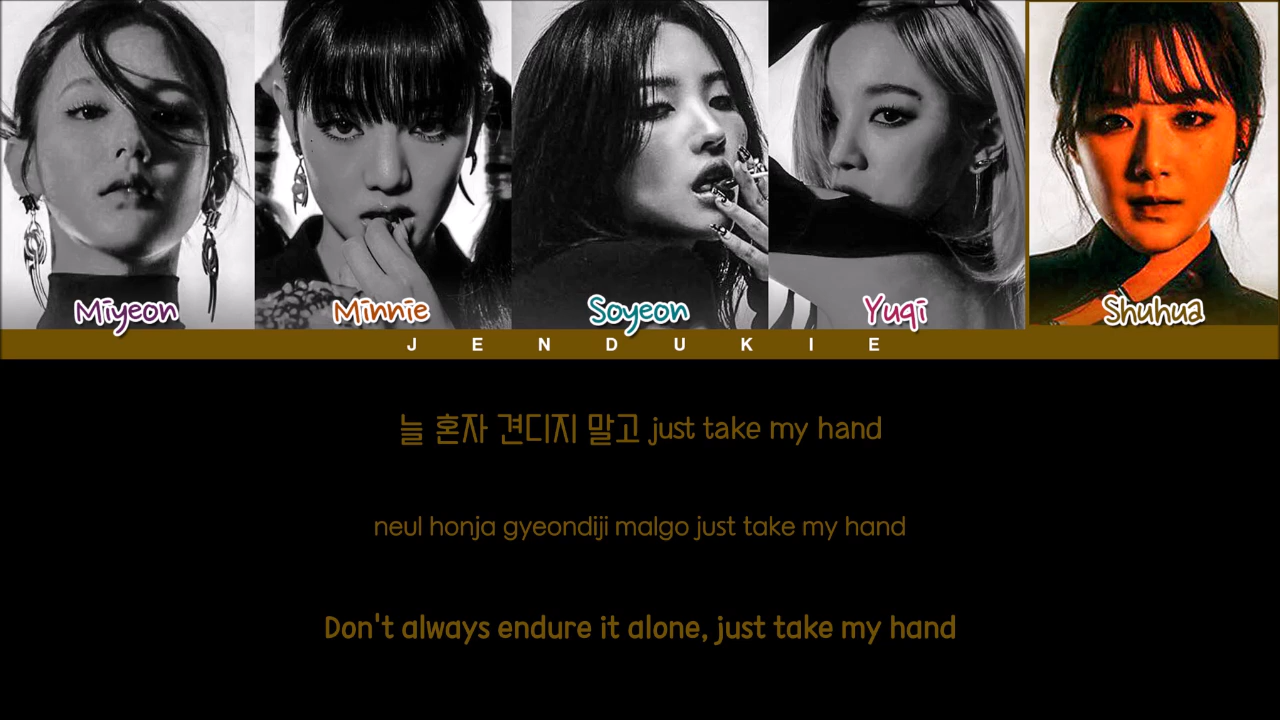 Miyeon
Minnie
Soyeon
Yuqi
Shuhua
JENDUKIE
늘 혼자 견디지 말고 just take my hand
neul honja gyeondiji malgo just take my hand
Don't always endure it alone, just take my hand